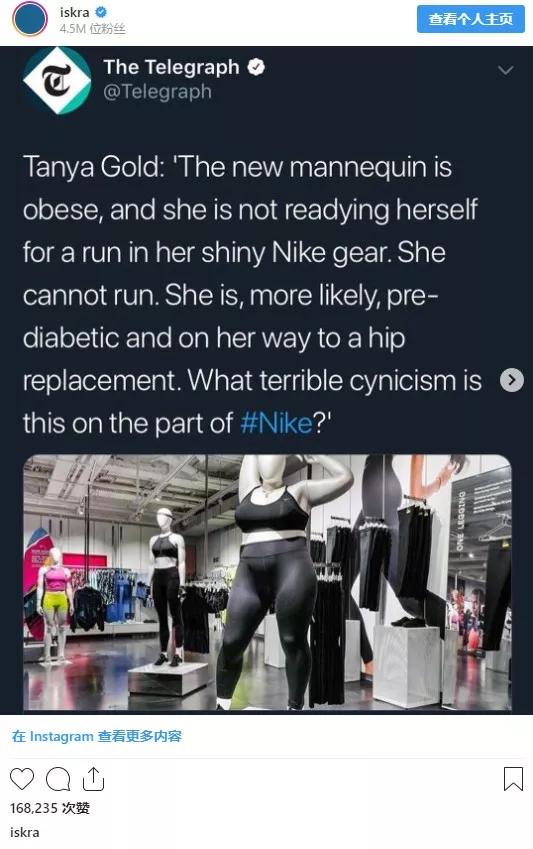 iskra
4.5M 位粉丝
查看个人主页
The Telegraph
@Telegraph
Tanya Gold: 'The new mannequin is
obese, and she is not readying herself
for a run in her shiny Nike gear. She
cannot run. She is, more likely, pre-
diabetic and on her way to a hip
replacement. What terrible cynicism is
this on the part of #Nike?'
ONE LEGGING
在 Instagram 查看更多内容
168,235 次赞
iskra